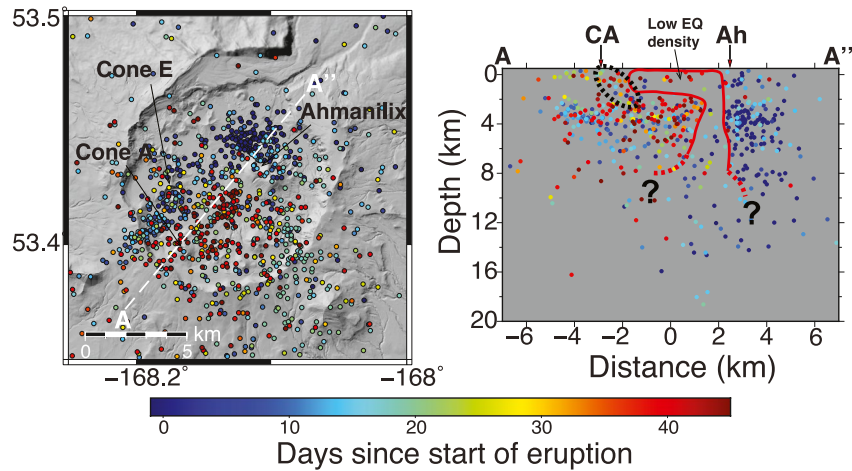 53.5°
53.4°
−168.2°
−168°
Cone E
Cone A
A''
Ahmanilix
A
km
0
5
Low EQ
density
A
CA
Ah
A''
0
4
8
12
16
20
Depth (km)
?
?
−6
−4
−2
0
2
4
6
Distance (km)
0
10
20
30
40
Days since start of eruption